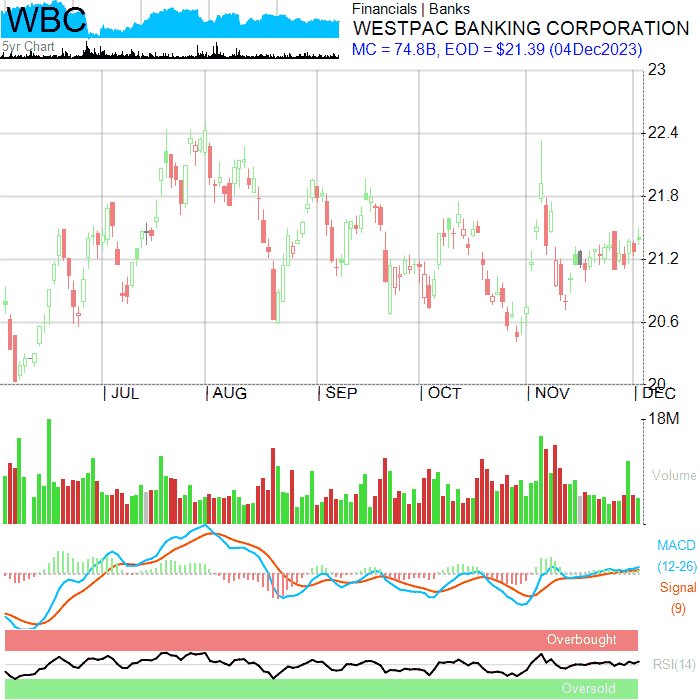 WBC
5yr Chart
Financials | Banks
WESTPAC BANKING CORPORATION
MC = 74.8B, EOD = $21.39 (04Dec2023)
23
22.4
21.8
21.2
20.6
20
JUL AUG SEP OCT NOV DEC
18M
Volume
MACD
(12-26)
Signal
(9)
Overbought
RSI(14)
Oversold